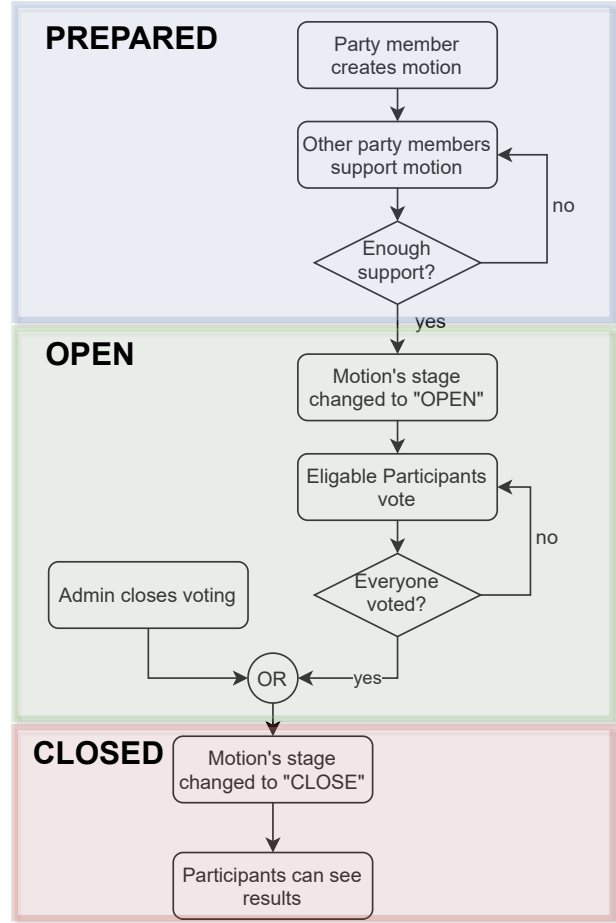 PREPARED
Party member
creates motion
Other party members
support motion
no
Enough
support?
yes
OPEN
Motion's stage
changed to "OPEN"
Eligable Participants
vote
no
Everyone
voted?
Admin closes voting
OR
yes
CLOSED
Motion's stage
changed to "CLOSE"
Participants can see
results